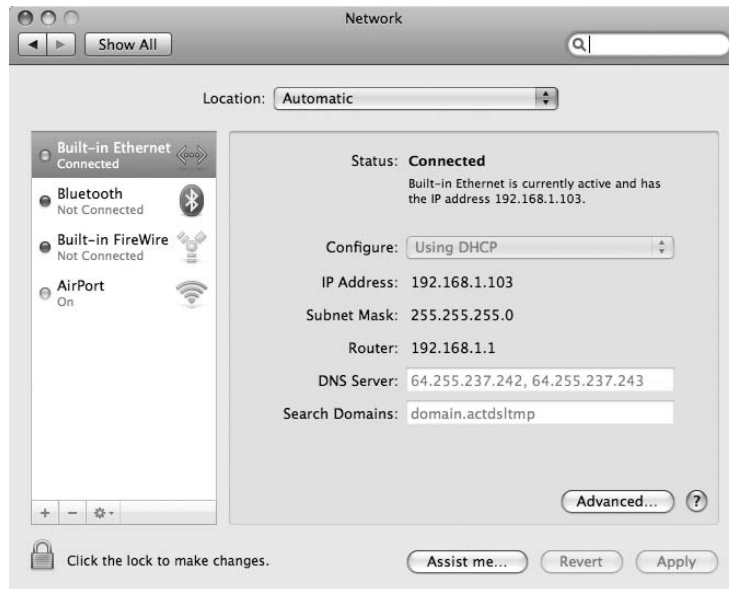 Network
Show All
Location: Automatic
Built-in Ethernet
Connected
Bluetooth
Not Connected
Built-in FireWire
Not Connected
AirPort
On
Status: Connected
Built-in Ethernet is currently active and has
the IP address 192.168.1.103.
Configure: Using DHCP
IP Address: 192.168.1.103
Subnet Mask: 255.255.255.0
Router: 192.168.1.1
DNS Server: 64.255.237.242, 64.255.237.243
Search Domains: domain.actdsltmp
Advanced... ?
Click the lock to make changes.
Assist me... Revert Apply